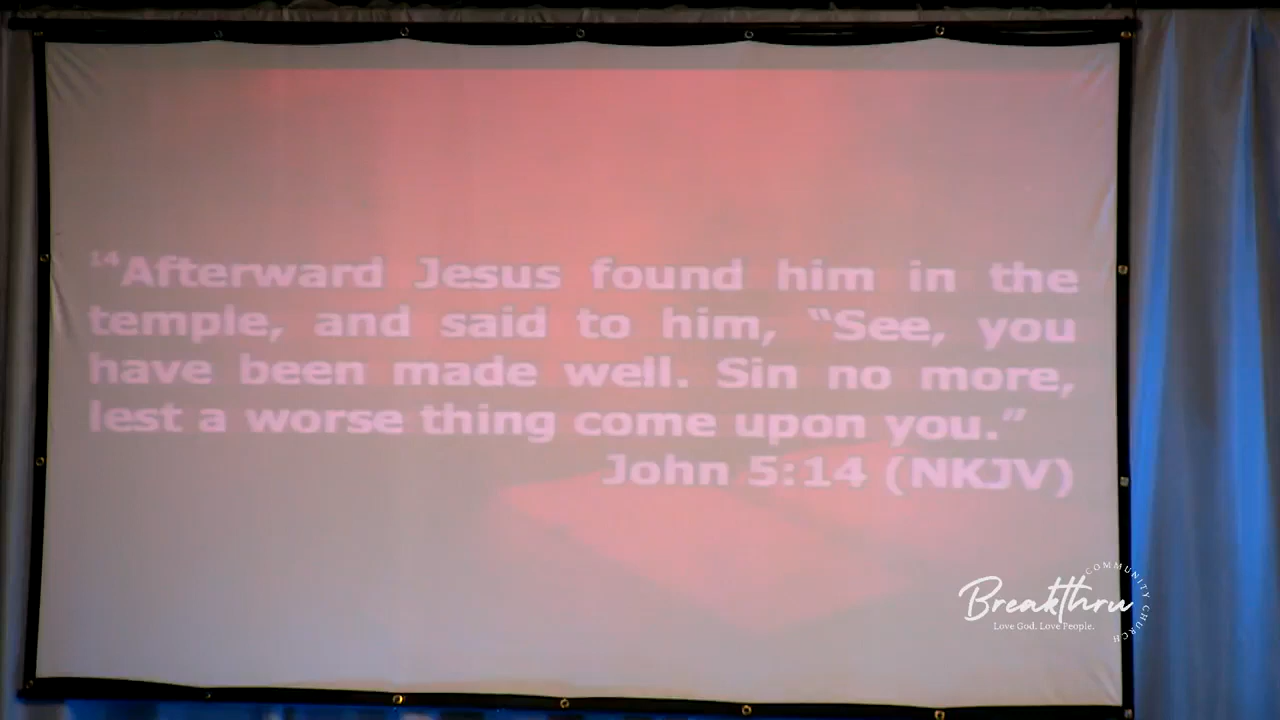 ¹⁴Afterward Jesus found him in the
temple, and said to him, “See, you
have been made well. Sin no more,
lest a worse thing come upon you.”
John 5:14 (NKJV)
Breakthru
COMMUNITY CHURCH
Love God. Love People.